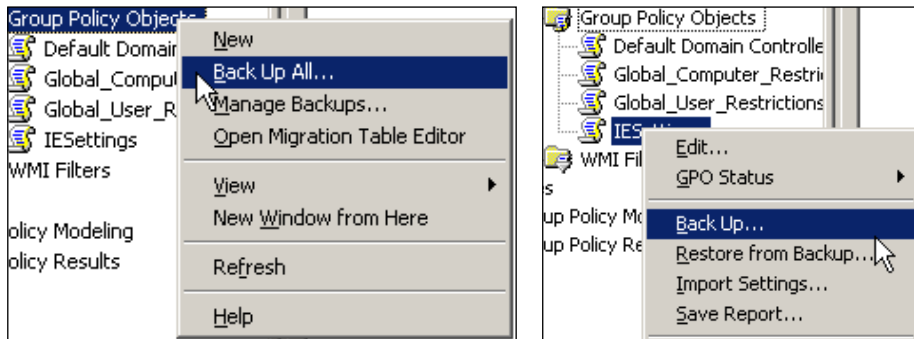 Group Policy Objects
Default Domain
Global_Comput
Global_User_R
IESettings
WMI Filters
olicy Modeling
olicy Results
New
Back Up All...
Manage Backups...
Open Migration Table Editor
View
New Window from Here
Refresh
Help
Group Policy Objects
Default Domain Controlle
Global_Computer_Restri
Global_User_Restrictions
WMI Fil
s
up Policy Mo
up Policy Re
Edit...
GPO Status
Back Up...
Restore from Backup...
Import Settings...
Save Report...